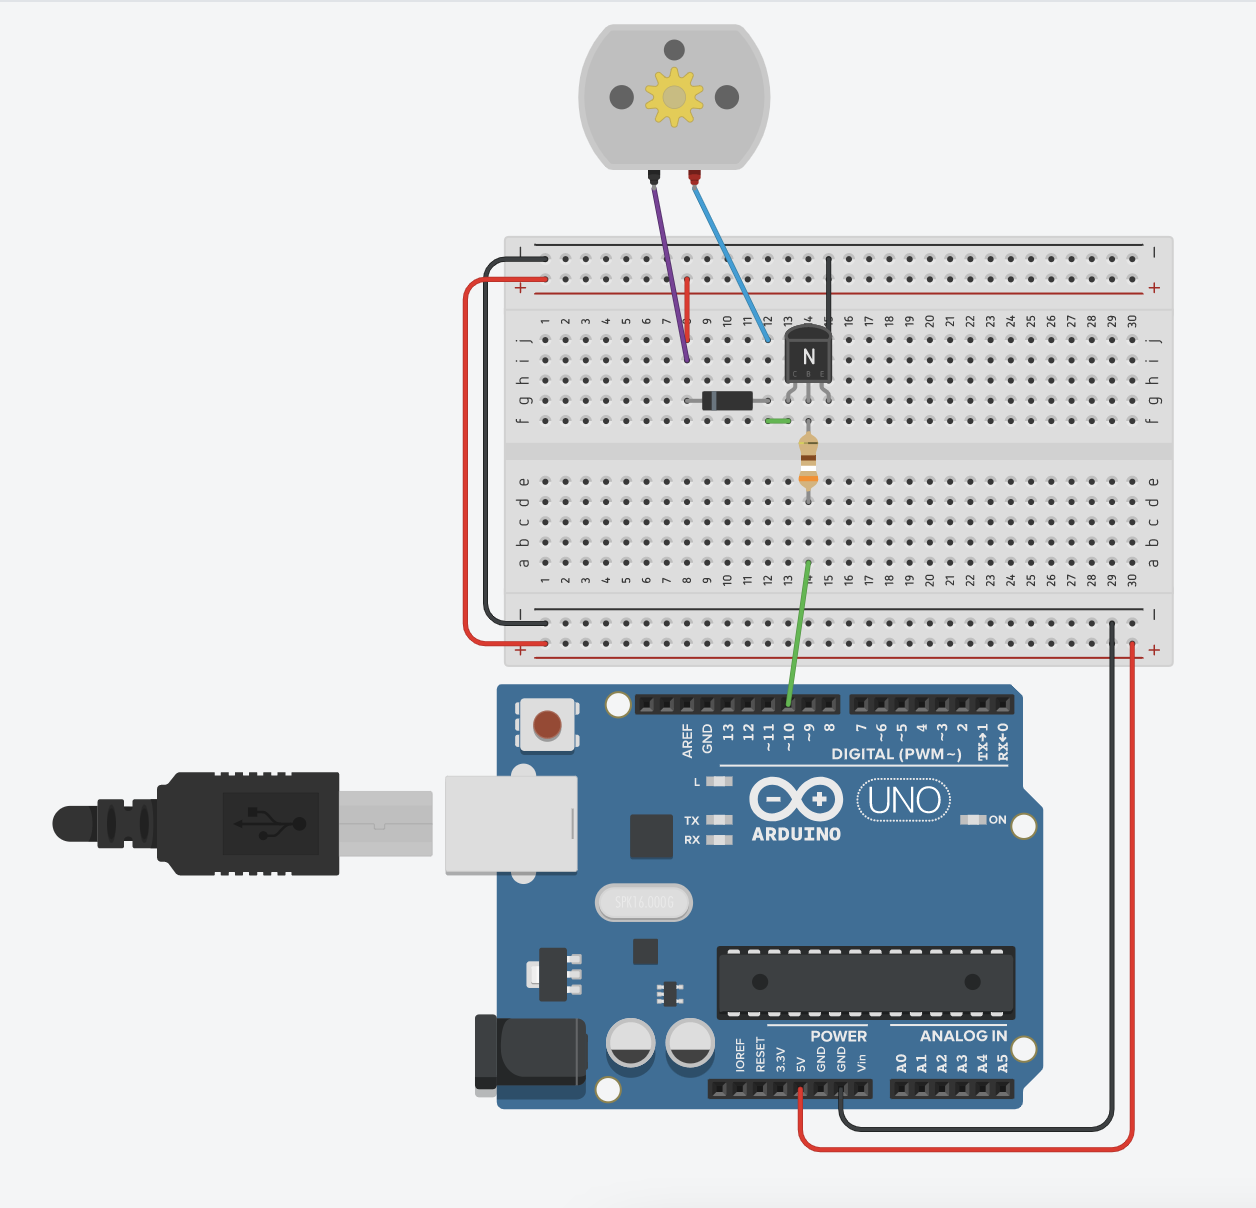 N
C B E
− −
+ +
1 2 3 4 5 6 7 8 9 10 11 12 13 14 15 16 17 18 19 20 21 22 23 24 25 26 27 28 29 30
j j
i i
h h
g g
f f
e e
d d
c c
b b
a a
1 2 3 4 5 6 7 8 9 10 11 12 13 14 15 16 17 18 19 20 21 22 23 24 25 26 27 28 29 30
− −
+ +
AREF GND 13 12 ~11 ~10 ~9 8 7 ~6 ~5 4 ~3 2 TX→1 RX←0
DIGITAL (PWM~)
L
TX
RX
ARDUINO
UNO
ON
SPK16.000G
POWER
ANALOG IN
IOREF RESET 3.3V 5V GND GND Vin A0 A1 A2 A3 A4 A5